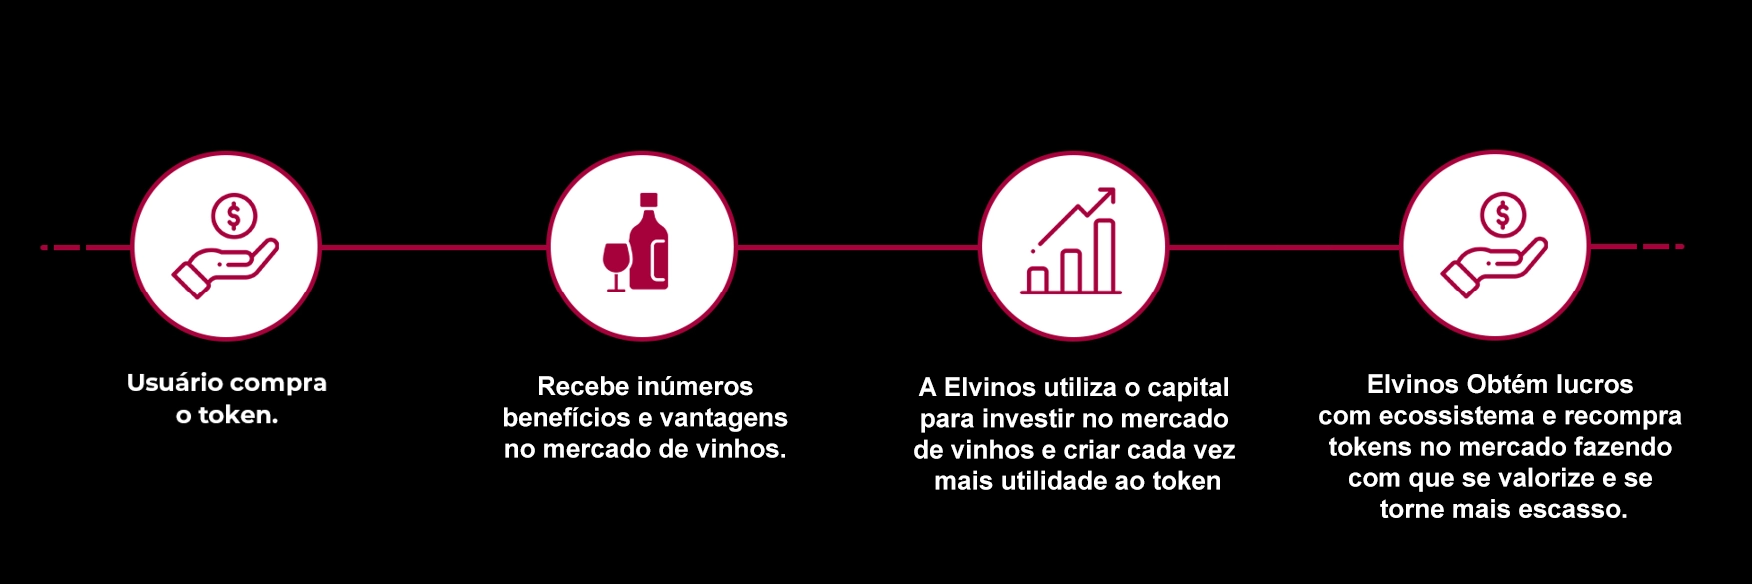 $
$
Usuário compra
o token.
Recebe inúmeros
benefícios e vantagens
no mercado de vinhos.
A Elvinos utiliza o capital
para investir no mercado
de vinhos e criar cada vez
mais utilidade ao token
Elvinos Obtém lucros
com ecossistema e recompra
tokens no mercado fazendo
com que se valorize e se
torne mais escasso.